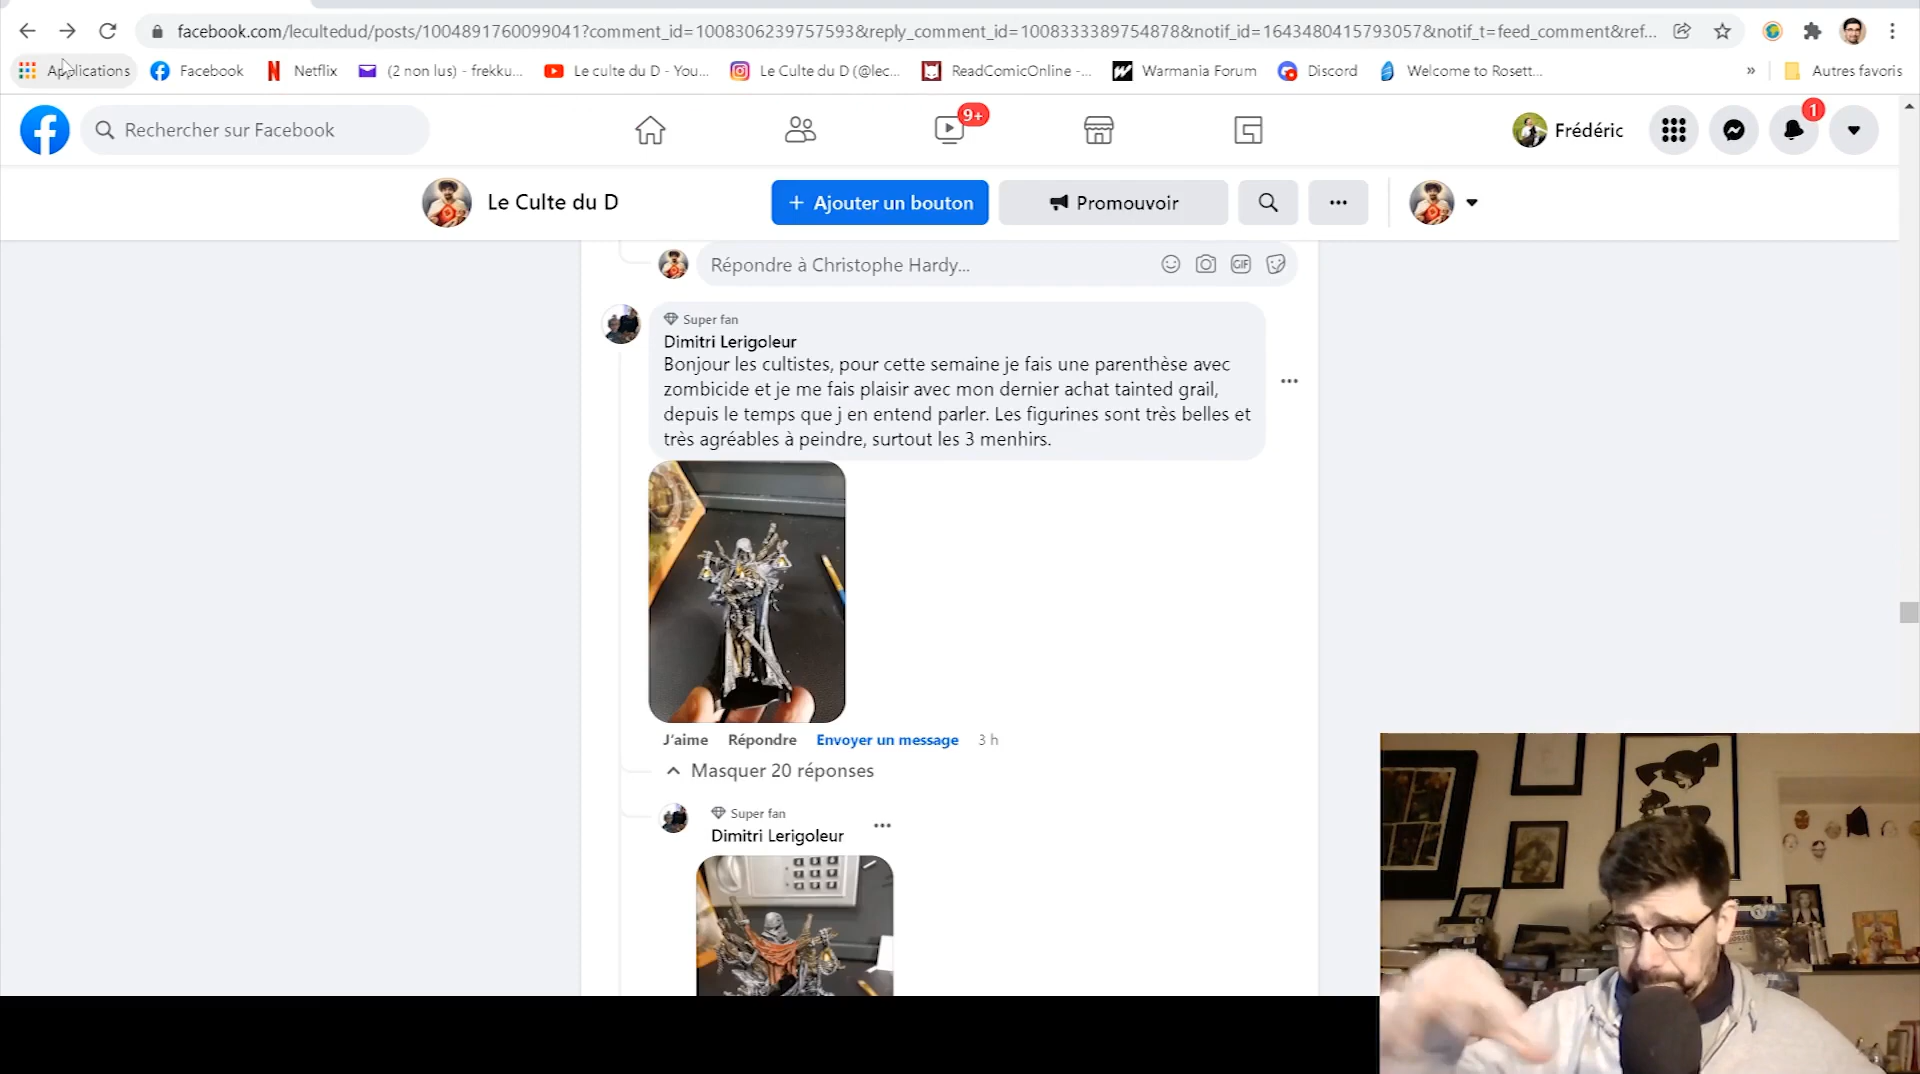 facebook.com/lecultedud/posts/1004891760099041?comment_id=1008306239757593&reply_comment_id=1008333389754878&notif_id=1643480415793057&notif_t=feed_comment&ref...
Applications Facebook Netflix (2 non lus) - frekku... Le culte du D - You... Le Culte du D (@lec... ReadComicOnline -... Warmania Forum Discord Welcome to Rosett... » Autres favoris
Rechercher sur Facebook 9+ Frédéric 1
Le Culte du D + Ajouter un bouton Promouvoir
Répondre à Christophe Hardy... GIF
Super fan
Dimitri Lerigoleur
Bonjour les cultistes, pour cette semaine je fais une parenthèse avec
zombicide et je me fais plaisir avec mon dernier achat tainted grail,
depuis le temps que j en entend parler. Les figurines sont très belles et
très agréables à peindre, surtout les 3 menhirs.
J'aime Répondre Envoyer un message 3 h
Masquer 20 réponses
Super fan
Dimitri Lerigoleur